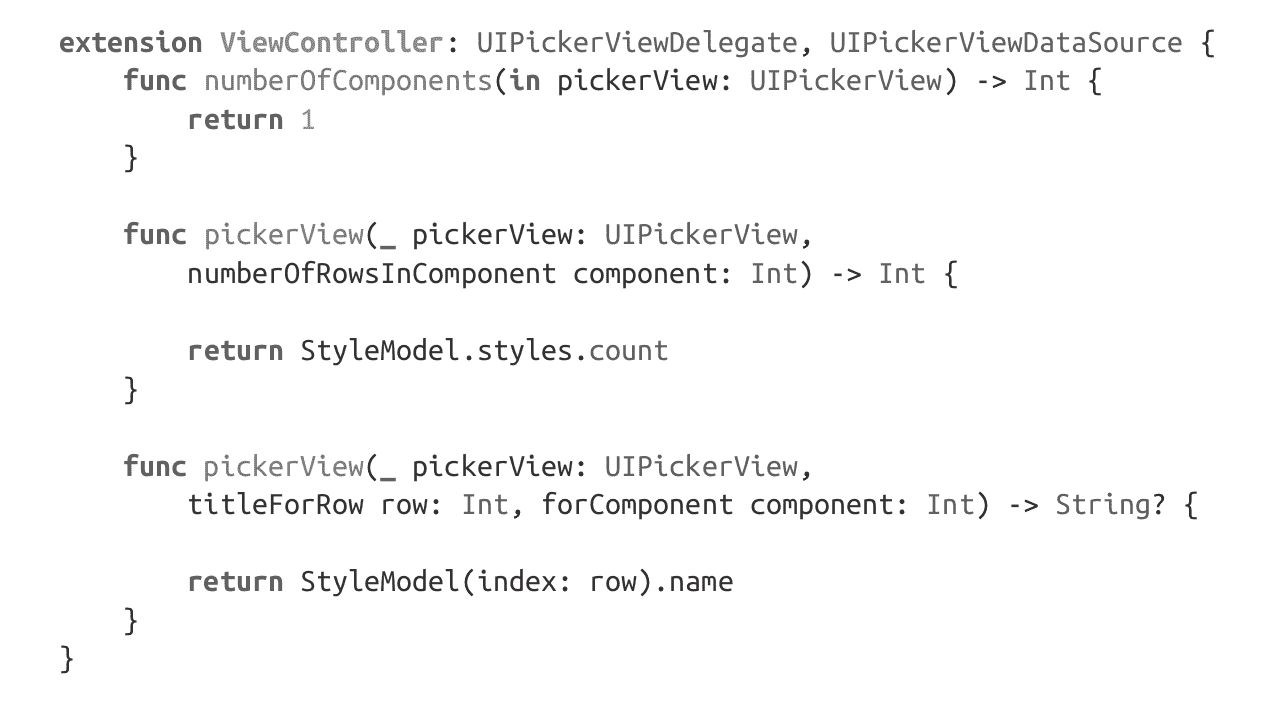 extension ViewController: UIPickerViewDelegate, UIPickerViewDataSource {
    func numberOfComponents(in pickerView: UIPickerView) -> Int {
        return 1
    }

    func pickerView(_ pickerView: UIPickerView,
        numberOfRowsInComponent component: Int) -> Int {

        return StyleModel.styles.count
    }

    func pickerView(_ pickerView: UIPickerView,
        titleForRow row: Int, forComponent component: Int) -> String? {

        return StyleModel(index: row).name
    }
}